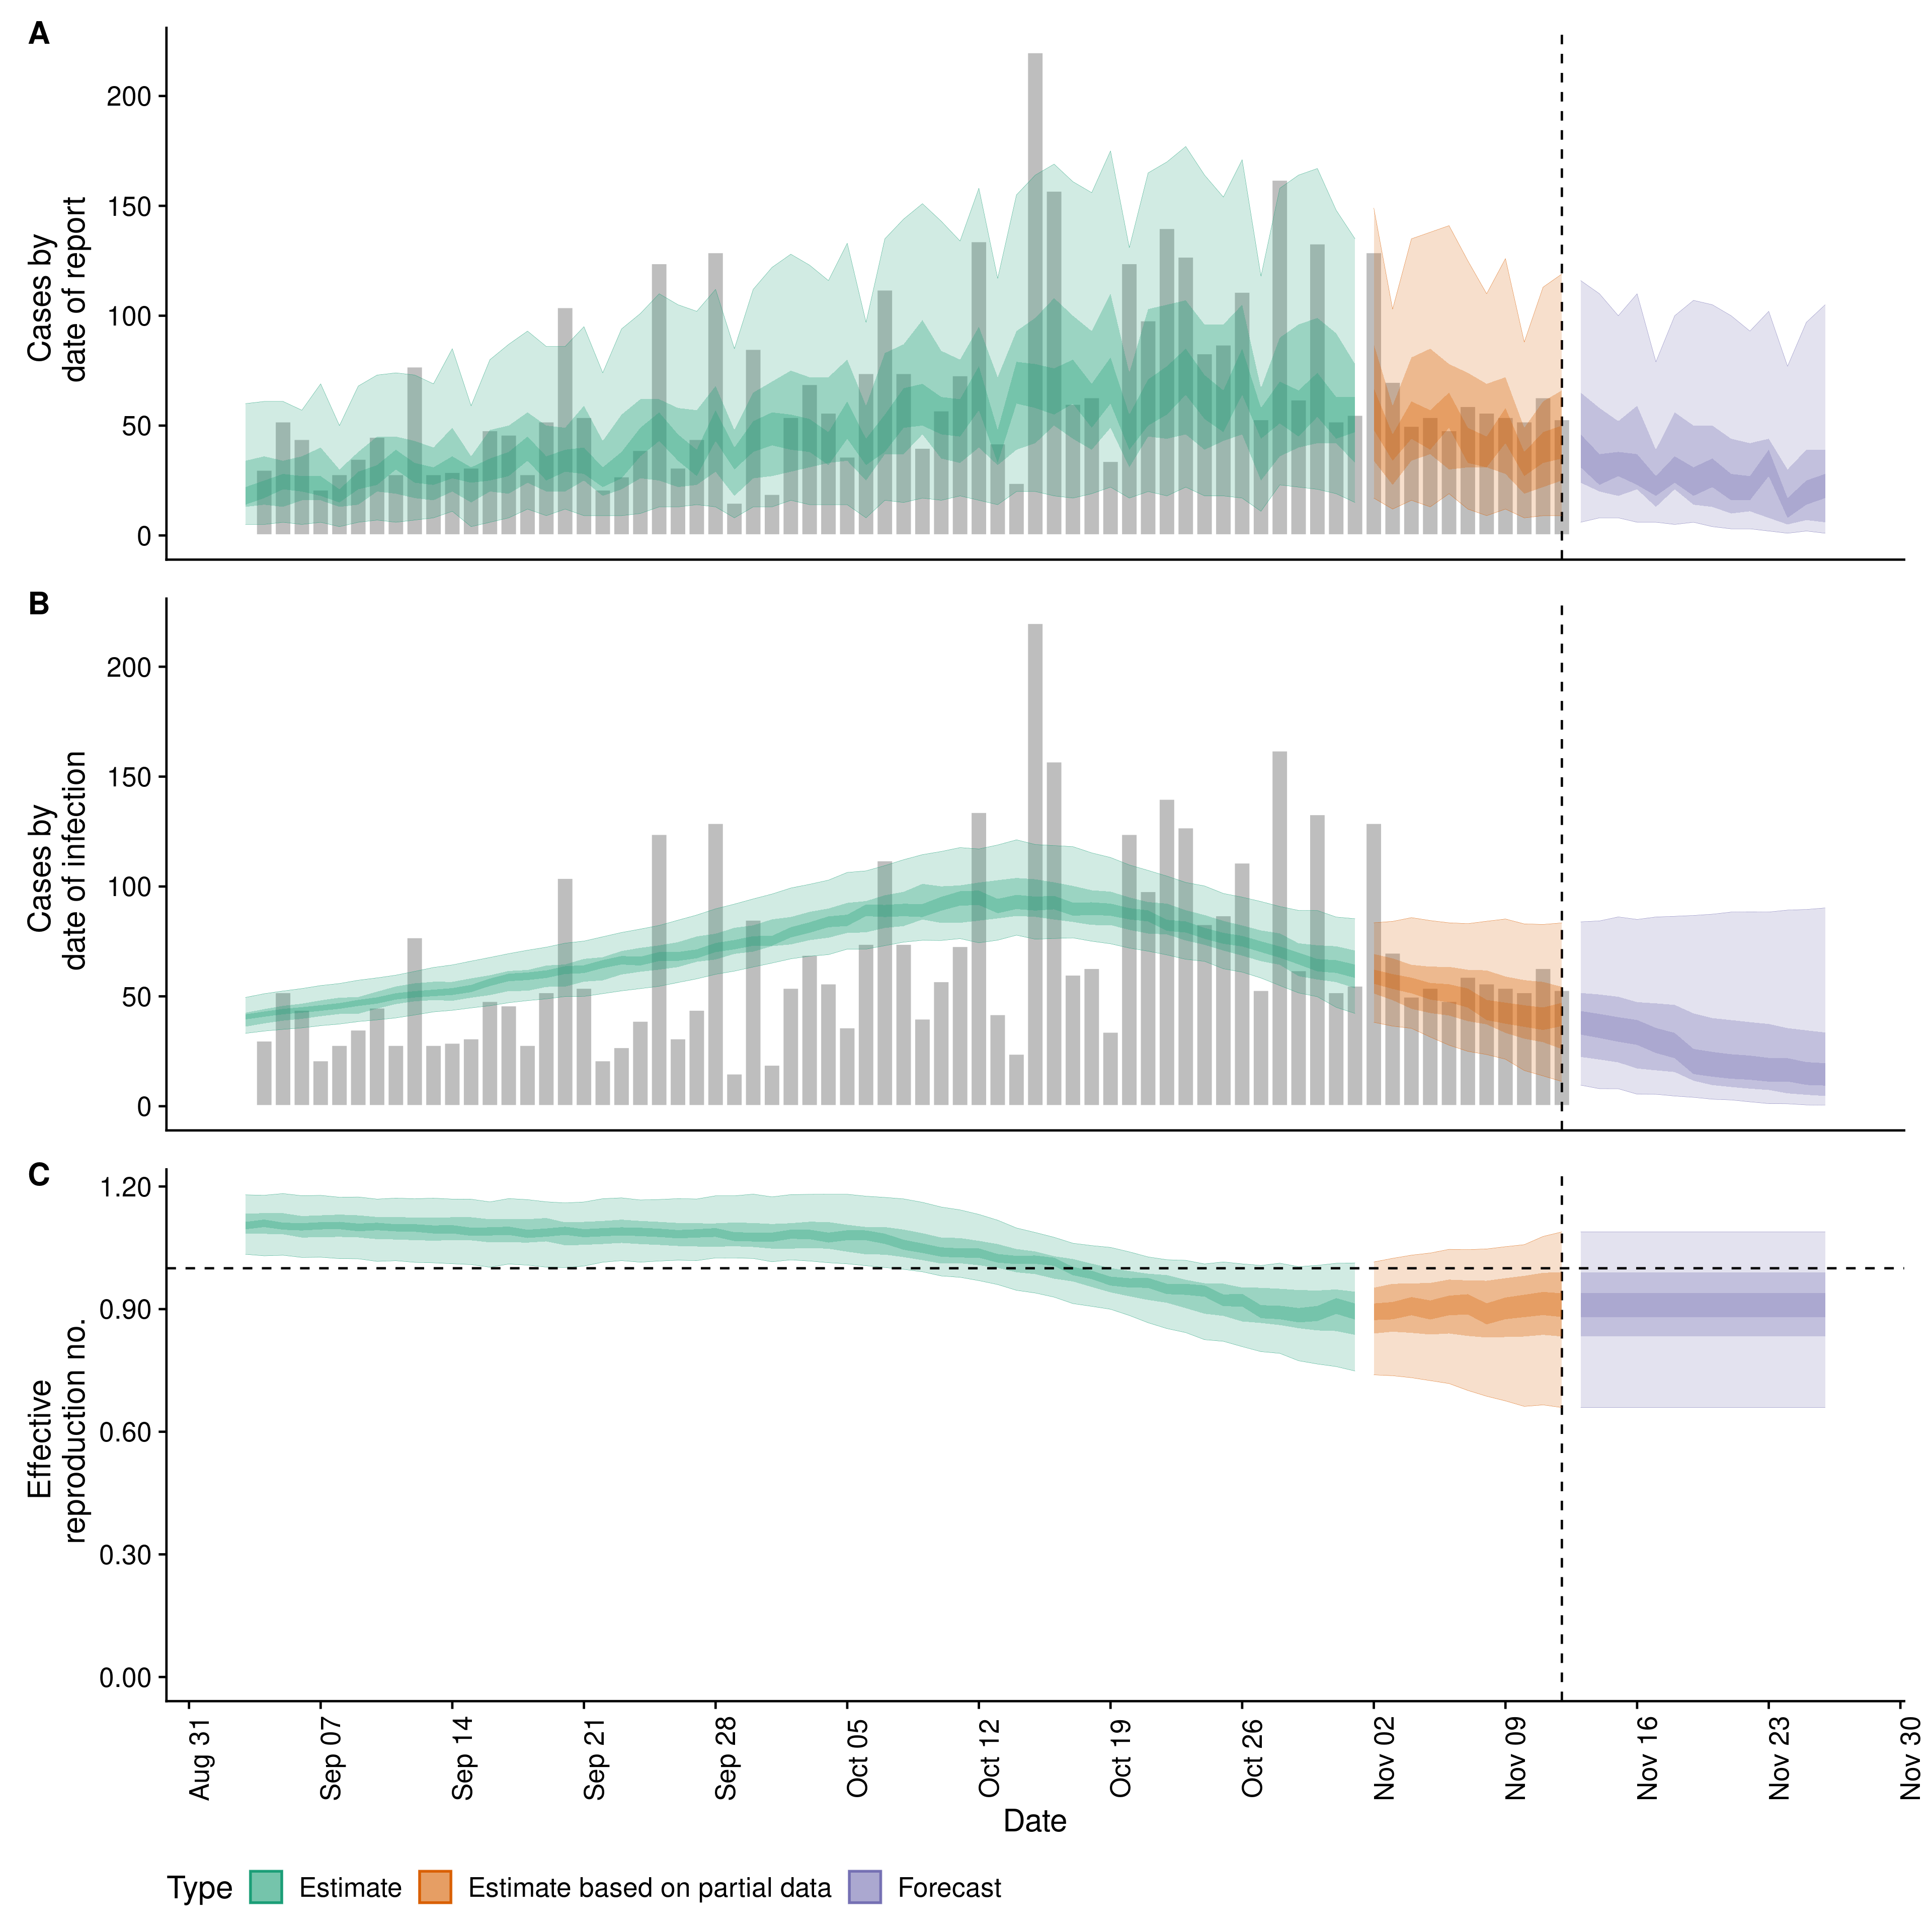 A
200
150
100
50
0
Cases by
date of report
B
200
150
100
50
0
Cases by
date of infection
C
1.20
0.90
0.60
0.30
0.00
Effective
reproduction no.
Aug 31
Sep 07
Sep 14
Sep 21
Sep 28
Oct 05
Oct 12
Oct 19
Oct 26
Nov 02
Nov 09
Nov 16
Nov 23
Nov 30
Date
Type Estimate Estimate based on partial data Forecast